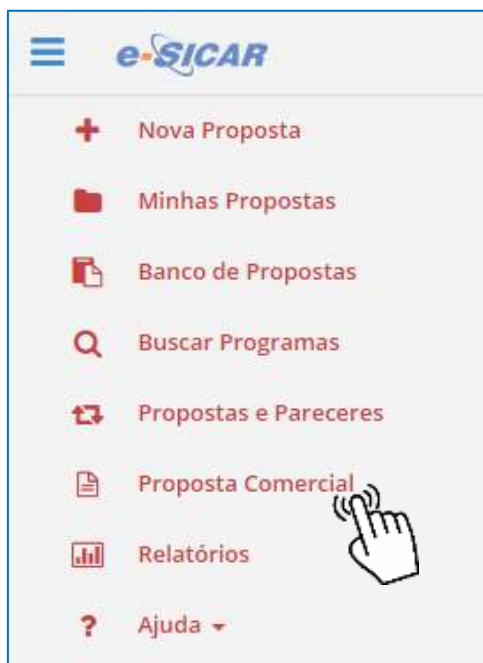 e-SICAR
Nova Proposta
Minhas Propostas
Banco de Propostas
Buscar Programas
Propostas e Pareceres
Proposta Comercial
Relatórios
? Ajuda